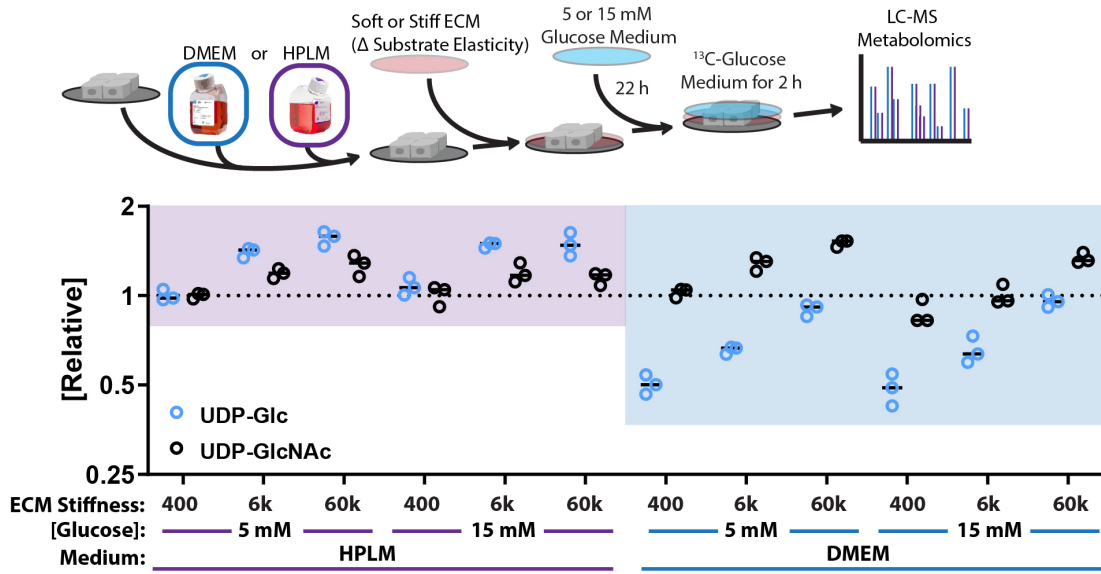 DMEM or HPLM
Soft or Stiff ECM
(Δ Substrate Elasticity)
5 or 15 mM
Glucose Medium
22 h
¹³C-Glucose
Medium for 2 h
LC-MS
Metabolomics
[Relative]
2
1
0.5
0.25
UDP-Glc
UDP-GlcNAc
ECM Stiffness: 400 6k 60k 400 6k 60k 400 6k 60k 400 6k 60k
[Glucose]: 5 mM 15 mM 5 mM 15 mM
Medium: HPLM DMEM